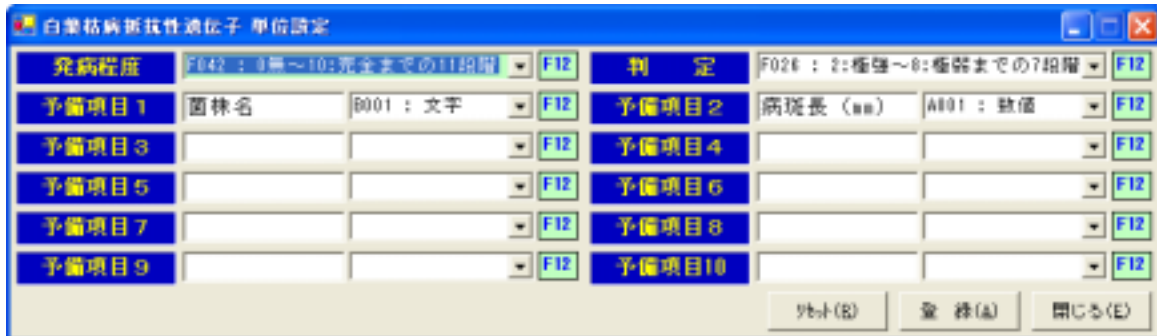 白葉枯病抵抗性遺伝子 単位設定
発病程度 F042 : 0無～10:完全までの11段階 F12 判 定 F026 : 2:極強～8:極弱までの7段階 F12
予備項目1 菌株名 B001 : 文字 F12 予備項目2 病斑長 (mm) A001 : 数値 F12
予備項目3 F12 予備項目4 F12
予備項目5 F12 予備項目6 F12
予備項目7 F12 予備項目8 F12
予備項目9 F12 予備項目10 F12
ﾘｾｯﾄ(R) 登 録(A) 閉じる(E)